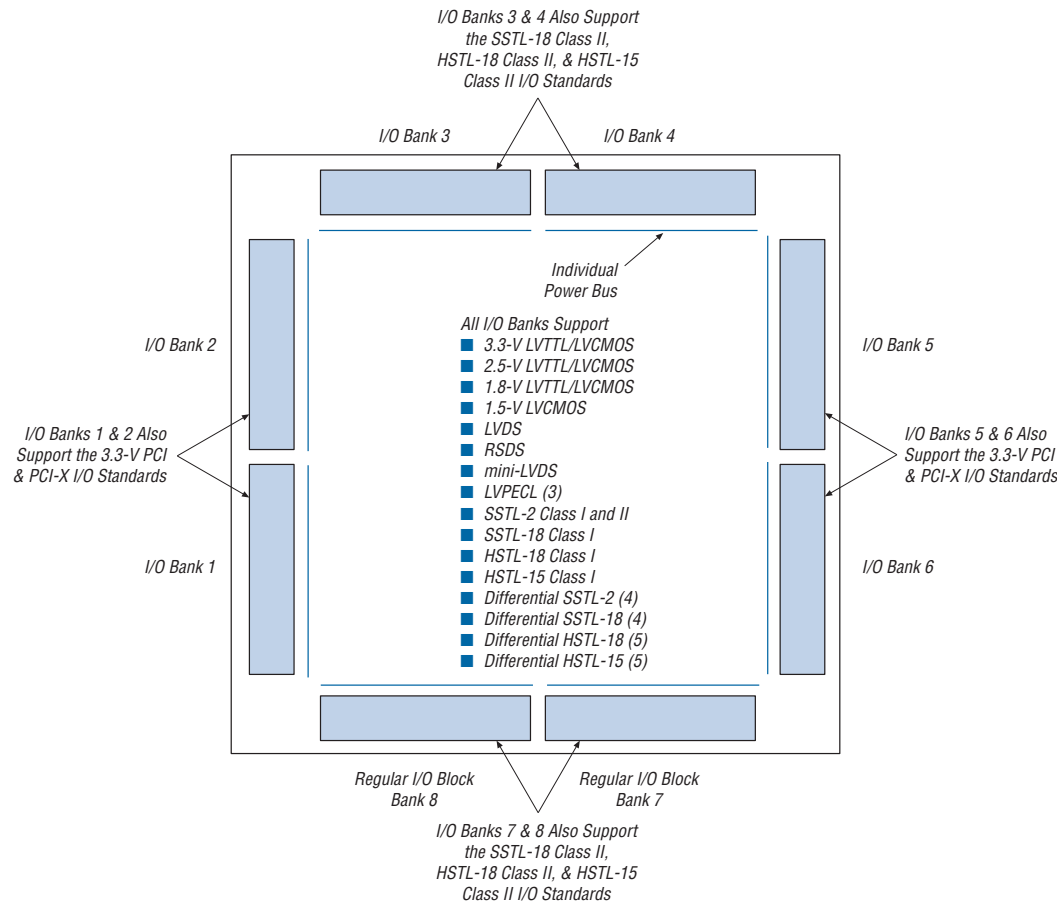 I/O Banks 3 & 4 Also Support
the SSTL-18 Class II,
HSTL-18 Class II, & HSTL-15
Class II I/O Standards
I/O Bank 3
I/O Bank 4
Individual
Power Bus
I/O Bank 2
I/O Bank 5
All I/O Banks Support
3.3-V LVTTL/LVCMOS
2.5-V LVTTL/LVCMOS
1.8-V LVTTL/LVCMOS
1.5-V LVCMOS
LVDS
RSDS
mini-LVDS
LVPECL (3)
SSTL-2 Class I and II
SSTL-18 Class I
HSTL-18 Class I
HSTL-15 Class I
Differential SSTL-2 (4)
Differential SSTL-18 (4)
Differential HSTL-18 (5)
Differential HSTL-15 (5)
I/O Banks 1 & 2 Also
Support the 3.3-V PCI
& PCI-X I/O Standards
I/O Banks 5 & 6 Also
Support the 3.3-V PCI
& PCI-X I/O Standards
I/O Bank 1
I/O Bank 6
Regular I/O Block
Bank 8
Regular I/O Block
Bank 7
I/O Banks 7 & 8 Also Support
the SSTL-18 Class II,
HSTL-18 Class II, & HSTL-15
Class II I/O Standards